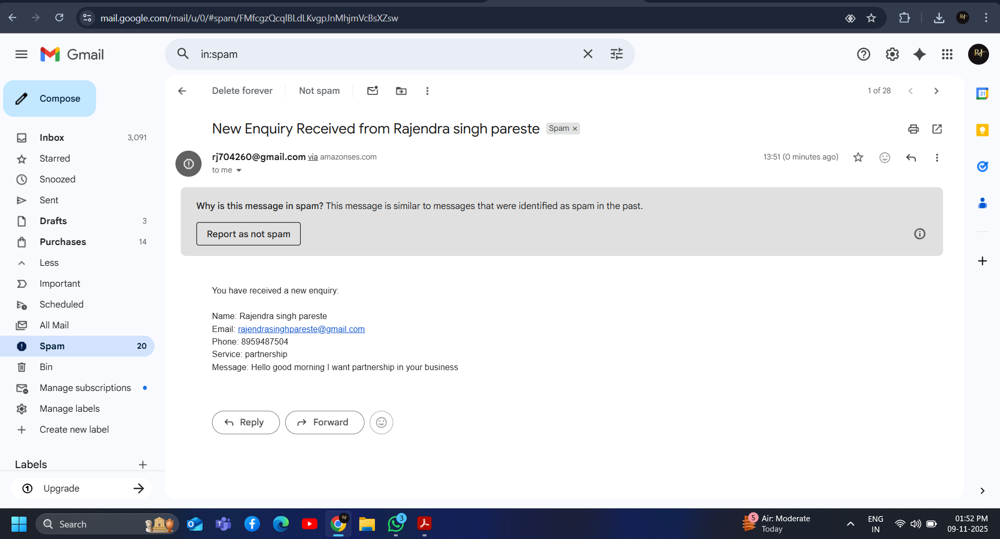 mail.google.com/mail/u/0/#spam/FMfcgzQcqlBLdLKvgpJnMhjmVcBsXZsw
Gmail
in:spam
Compose
Delete forever
Not spam
1 of 28
New Enquiry Received from Rajendra singh pareste
Spam ×
Inbox 3,091
rj704260@gmail.com via amazonses.com
13:51 (0 minutes ago)
to me
Starred
Snoozed
Sent
Why is this message in spam? This message is similar to messages that were identified as spam in the past.
Report as not spam
Drafts 3
Purchases 14
Less
Important
Scheduled
All Mail
Spam 20
Bin
Manage subscriptions
Manage labels
Create new label
You have received a new enquiry:
Name: Rajendra singh pareste
Email: rajendrasinghpareste@gmail.com
Phone: 8959487504
Service: partnership
Message: Hello good morning I want partnership in your business
Reply
Forward
Labels
Upgrade
31
Search
3
5
Air: Moderate
Today
ENG
IN
01:52 PM
09-11-2025